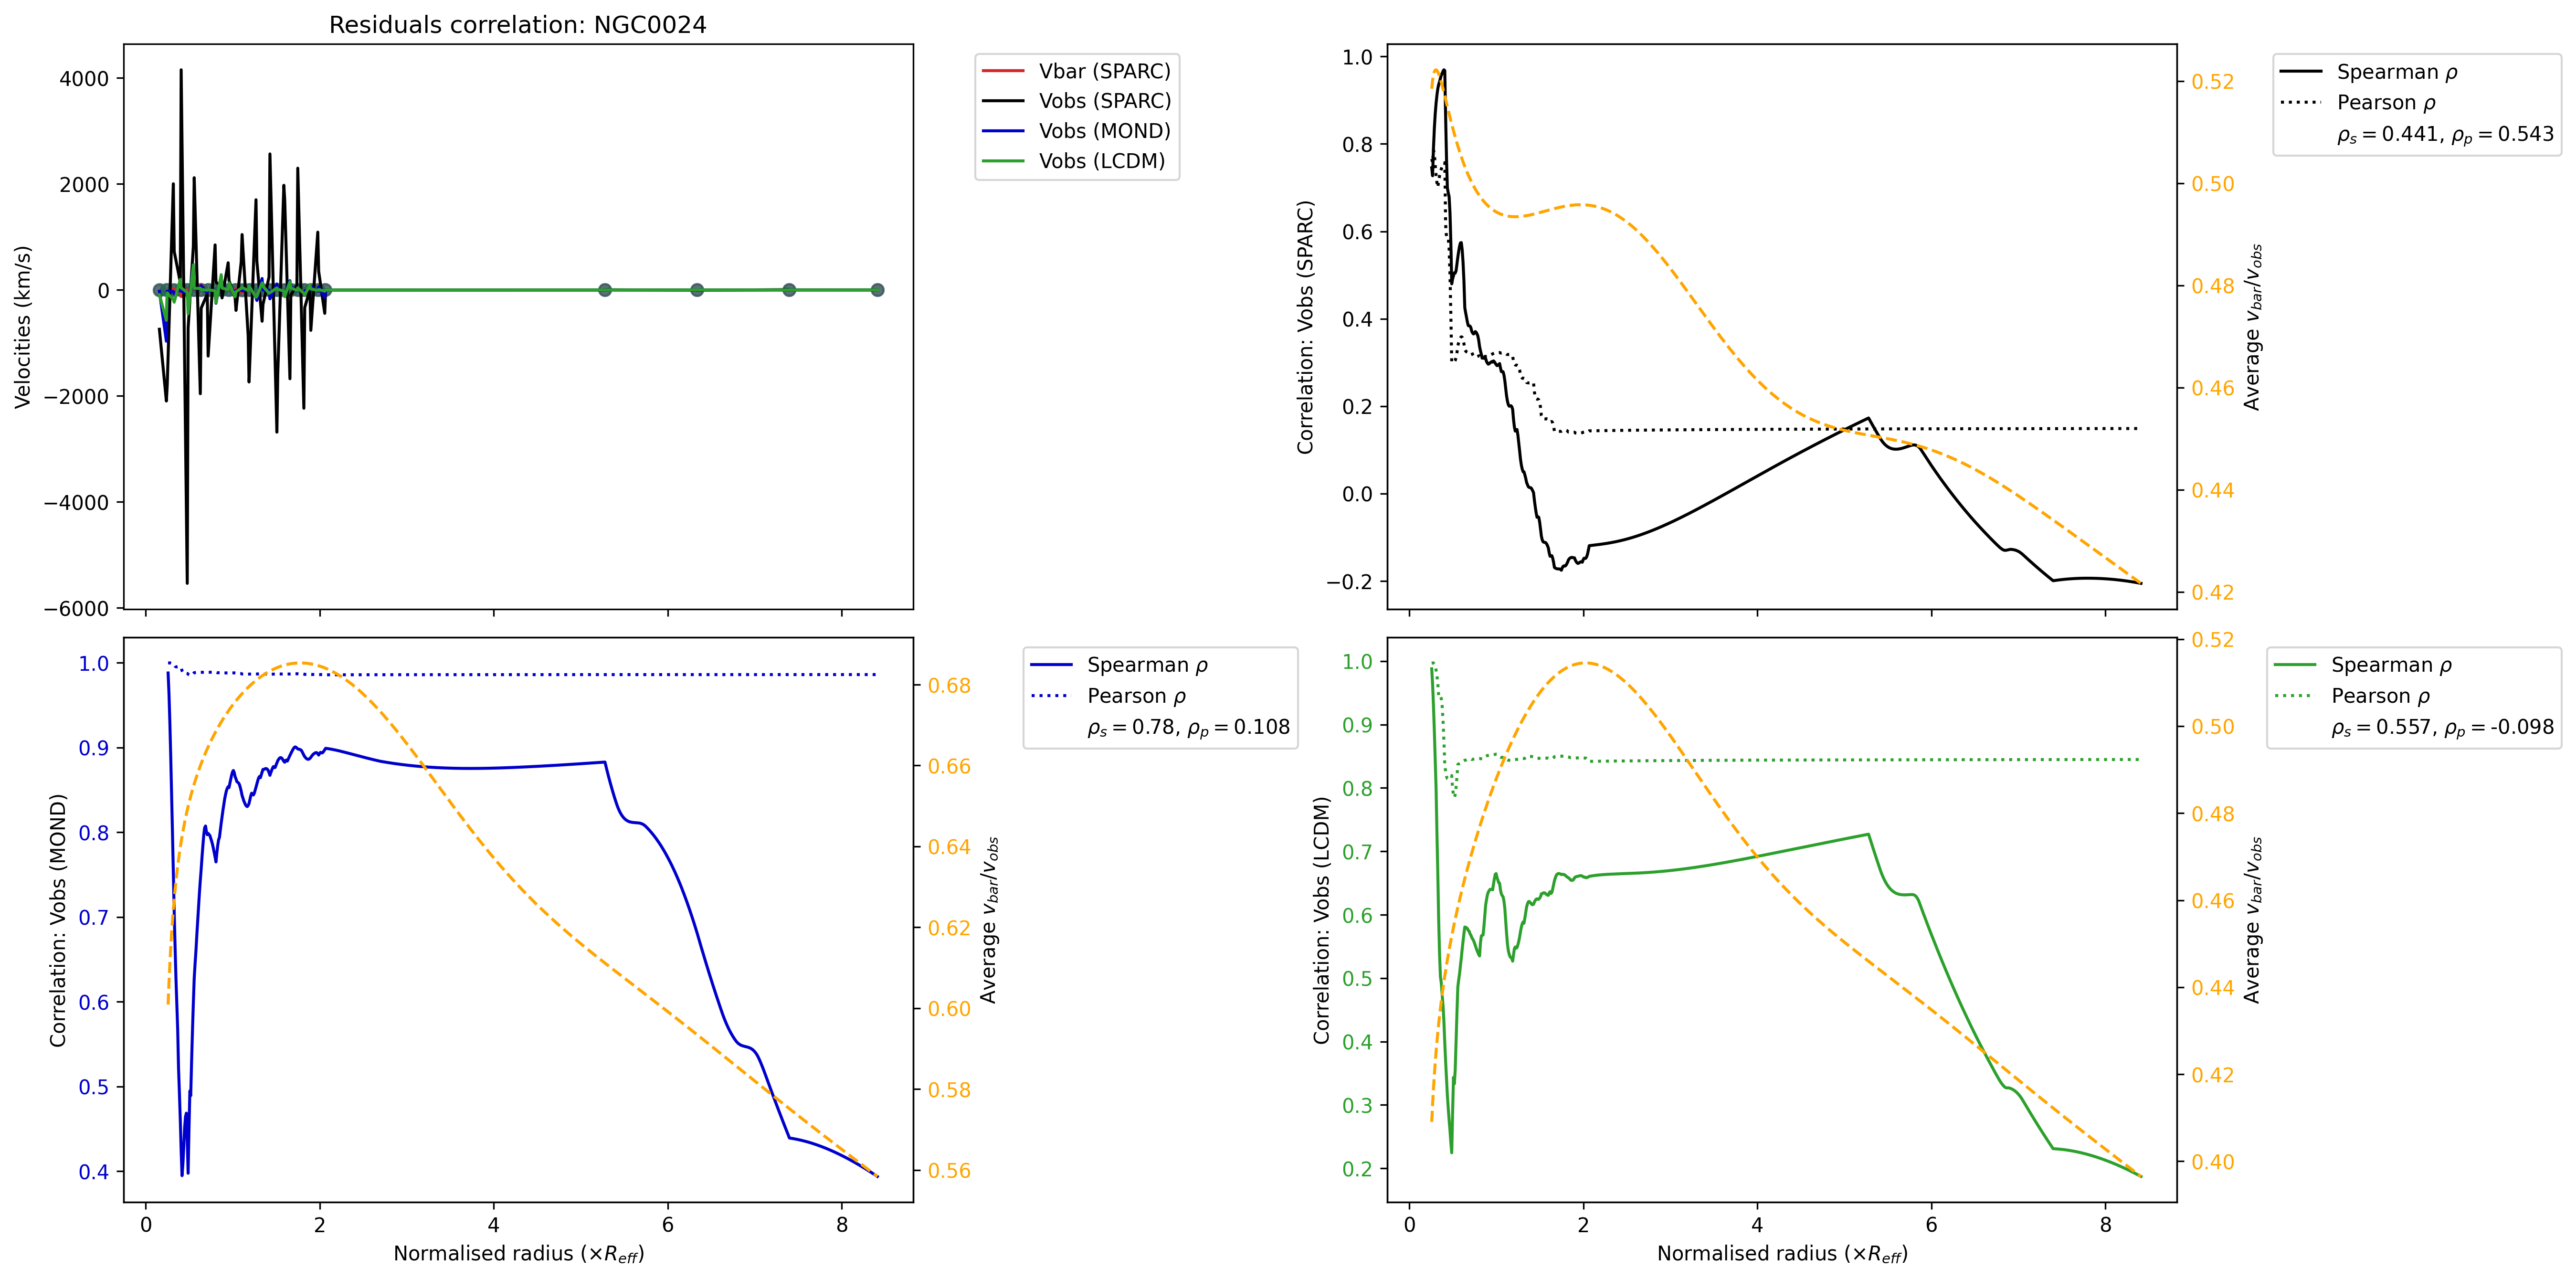 Residuals correlation: NGC0024
4000
2000
0
−2000
−4000
−6000
Velocities (km/s)
Vbar (SPARC)
Vobs (SPARC)
Vobs (MOND)
Vobs (LCDM)
1.0
0.8
0.6
0.4
0.2
0.0
−0.2
Correlation: Vobs (SPARC)
0.52
0.50
0.48
0.46
0.44
0.42
Average v_bar/v_obs
Spearman ρ
Pearson ρ
ρ_s = 0.441, ρ_p = 0.543
1.0
0.9
0.8
0.7
0.6
0.5
0.4
Correlation: Vobs (MOND)
0.68
0.66
0.64
0.62
0.60
0.58
0.56
Average v_bar/v_obs
Spearman ρ
Pearson ρ
ρ_s = 0.78, ρ_p = 0.108
0 2 4 6 8
Normalised radius (×R_eff)
1.0
0.9
0.8
0.7
0.6
0.5
0.4
0.3
0.2
Correlation: Vobs (LCDM)
0.52
0.50
0.48
0.46
0.44
0.42
0.40
Average v_bar/v_obs
Spearman ρ
Pearson ρ
ρ_s = 0.557, ρ_p = -0.098
0 2 4 6 8
Normalised radius (×R_eff)